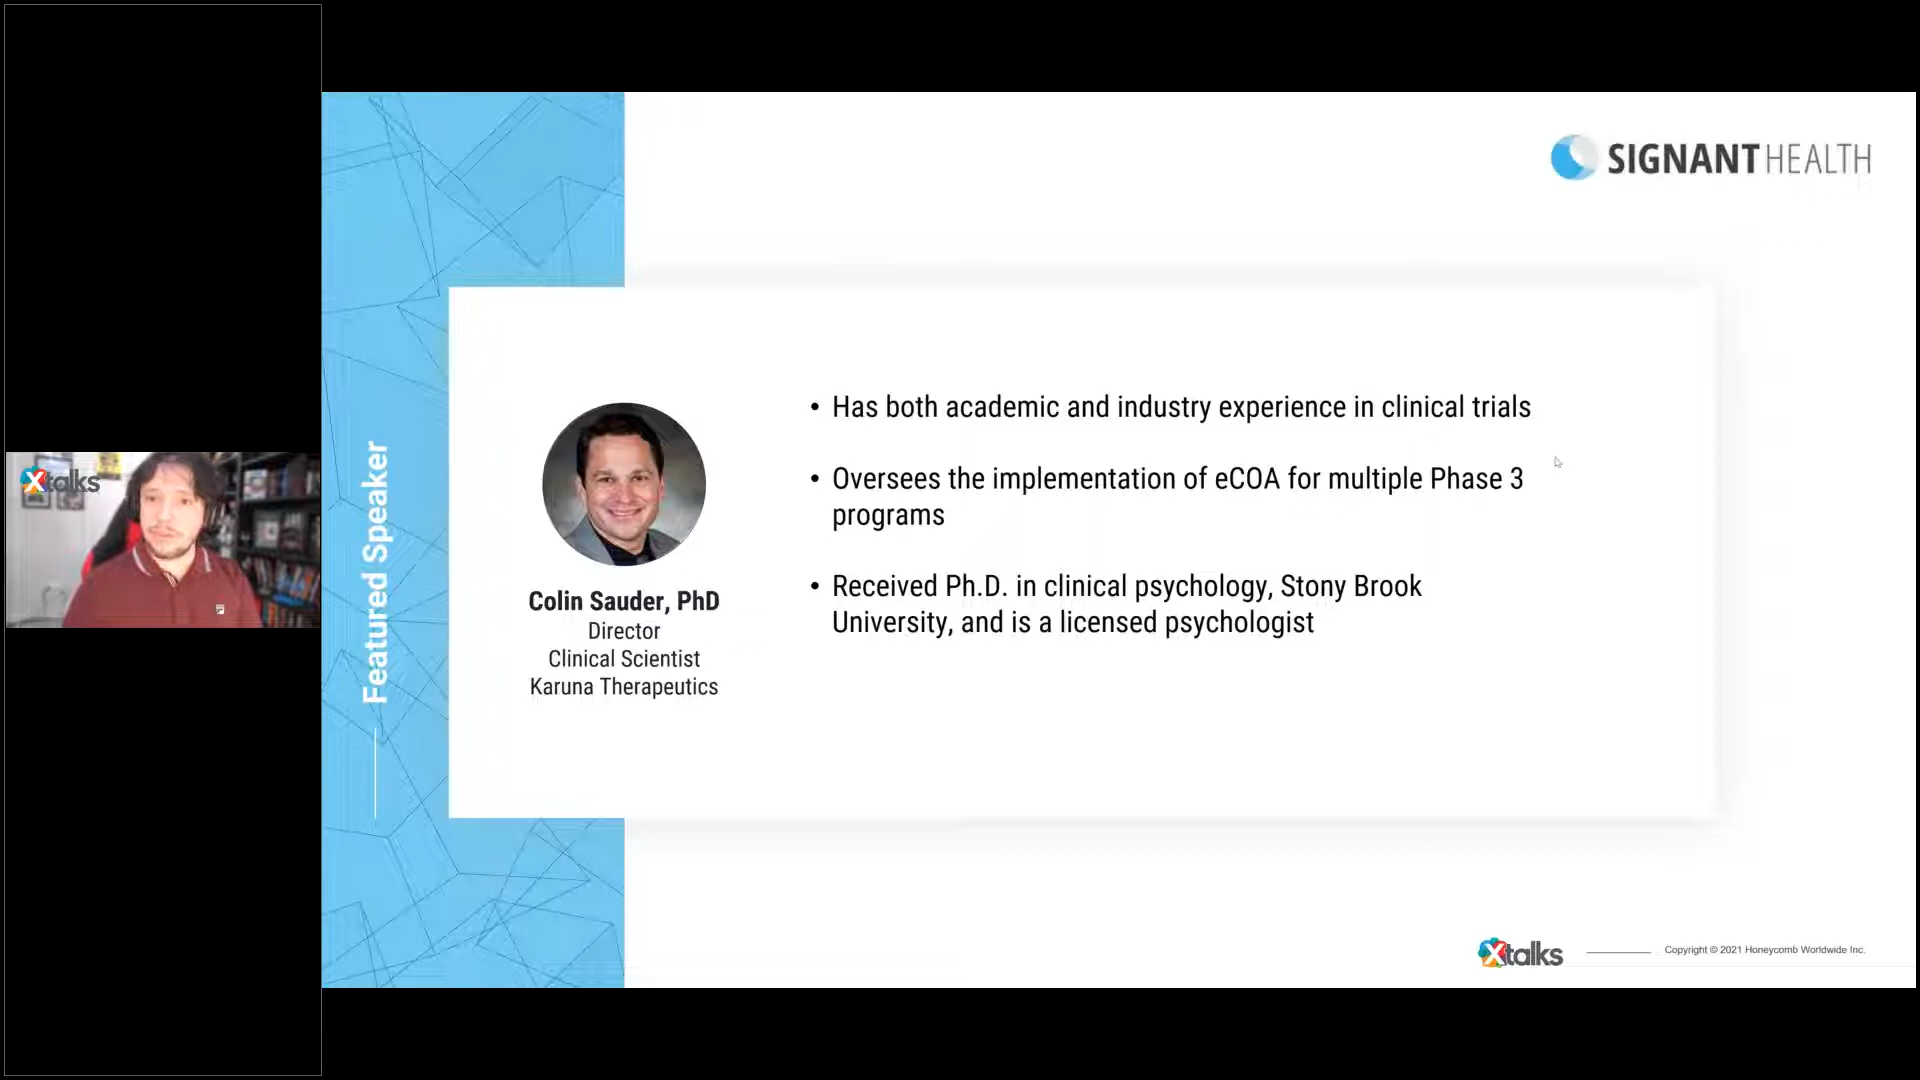 Xtalks
SIGNANT HEALTH
Featured Speaker
Colin Sauder, PhD
Director
Clinical Scientist
Karuna Therapeutics
• Has both academic and industry experience in clinical trials
• Oversees the implementation of eCOA for multiple Phase 3
programs
• Received Ph.D. in clinical psychology, Stony Brook
University, and is a licensed psychologist
Xtalks
Copyright © 2021 Honeycomb Worldwide Inc.